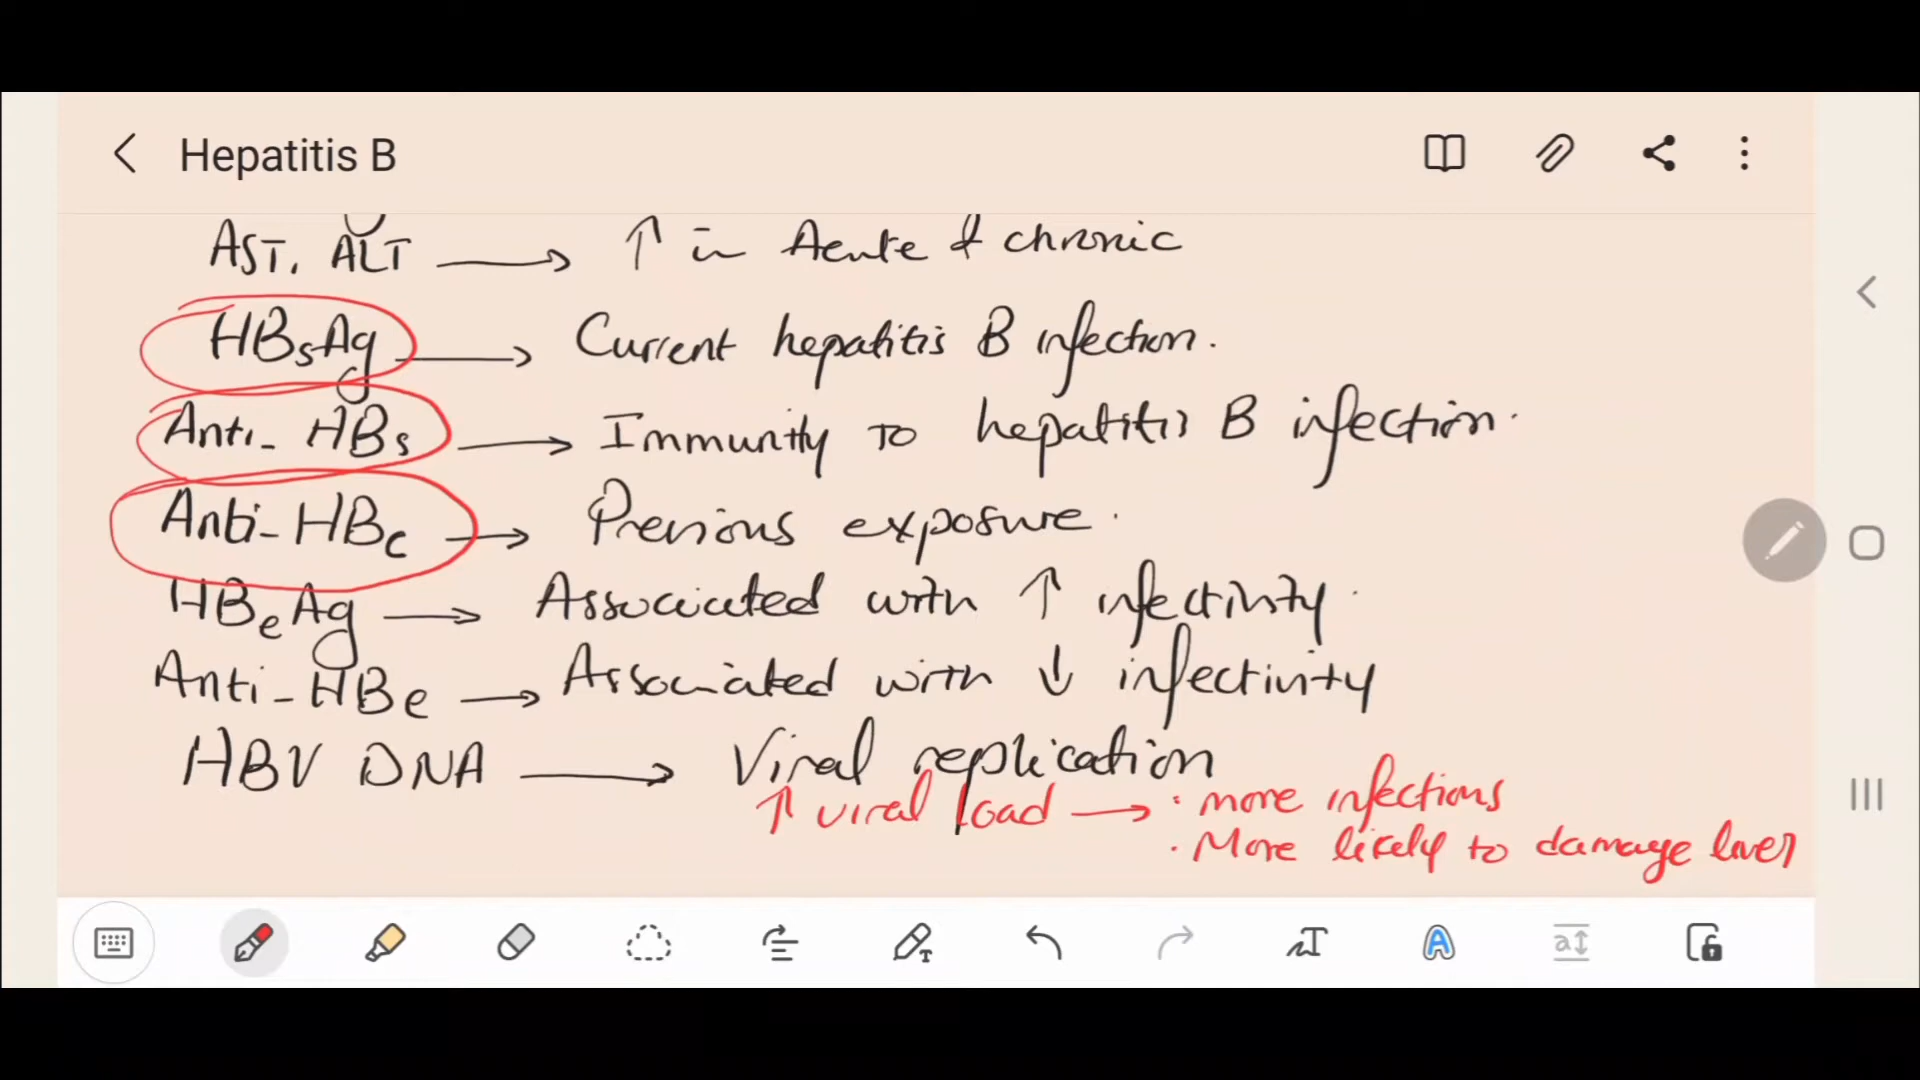 Hepatitis B
AST, ALT → ↑ in Acute & chronic
HBsAg → Current hepatitis B infection.
Anti-HBs → Immunity to hepatitis B infection.
Anti-HBc → Previous exposure.
HBeAg → Associated with ↑ infectivity.
Anti-HBe → Associated with ↓ infectivity
HBV DNA → Viral replication
↑ viral load → · more infections
· More likely to damage liver